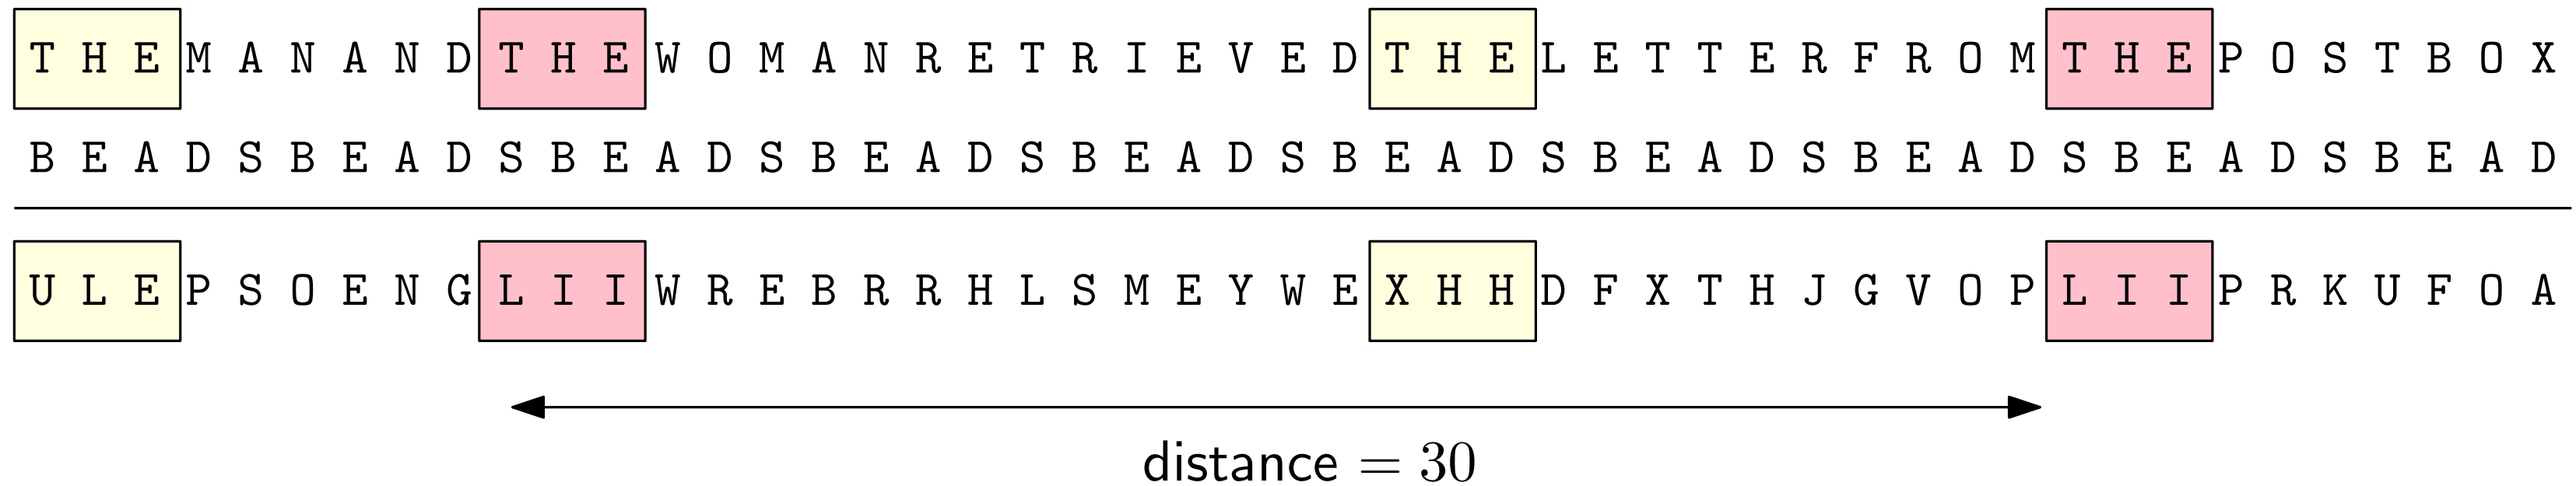 T H E M A N A N D T H E W O M A N R E T R I E V E D T H E L E T T E R F R O M T H E P O S T B O X
B E A D S B E A D S B E A D S B E A D S B E A D S B E A D S B E A D S B E A D S B E A D S B E A D
U L E P S O E N G L I I W R E B R R H L S M E Y W E X H H D F X T H J G V O P L I I P R K U F O A
distance = 30